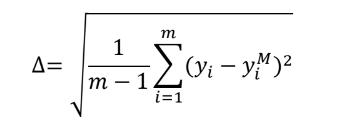 Δ= √(1/(m − 1) ∑_{i=1}^{m} (y_i − y_i^M)²)